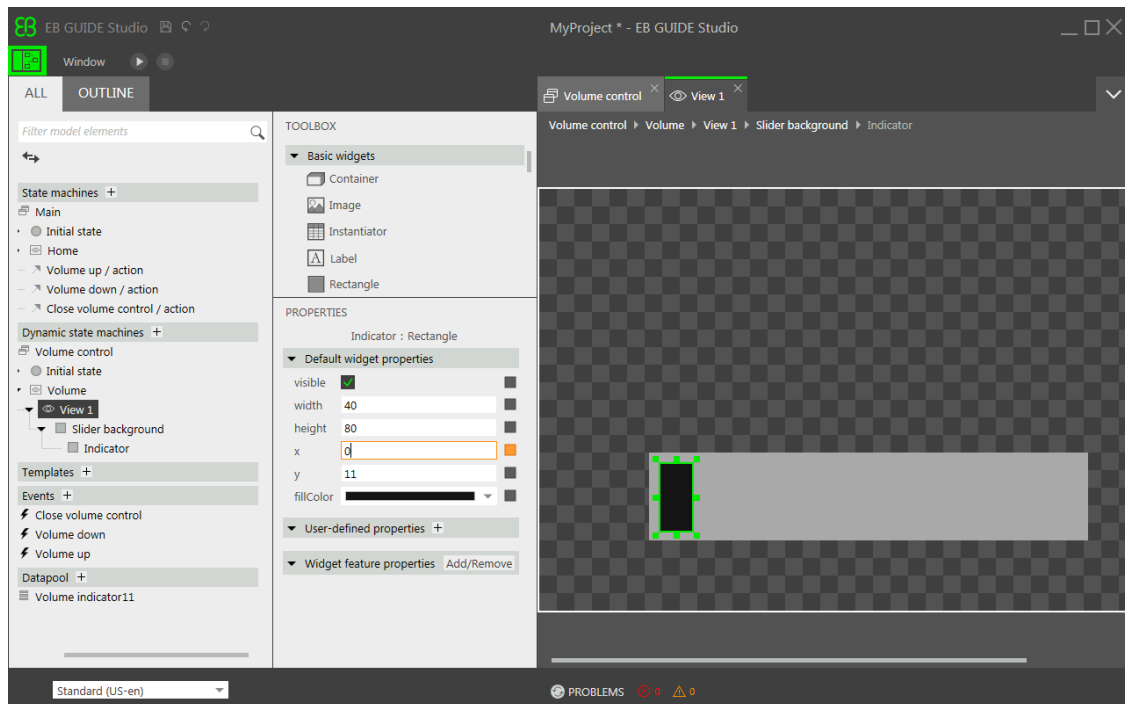 EB GUIDE Studio
MyProject * - EB GUIDE Studio
Window
ALL
OUTLINE
Volume control
View 1
Filter model elements
State machines +
Main
Initial state
Home
Volume up / action
Volume down / action
Close volume control / action
Dynamic state machines +
Volume control
Initial state
Volume
View 1
Slider background
Indicator
Templates +
Events +
Close volume control
Volume down
Volume up
Datapool +
Volume indicator11
TOOLBOX
Basic widgets
Container
Image
Instantiator
A Label
Rectangle
PROPERTIES
Indicator : Rectangle
Default widget properties
visible
width 40
height 80
x 0
y 11
fillColor
User-defined properties +
Widget feature properties Add/Remove
Volume control Volume View 1 Slider background Indicator
Standard (US-en)
PROBLEMS 0 0